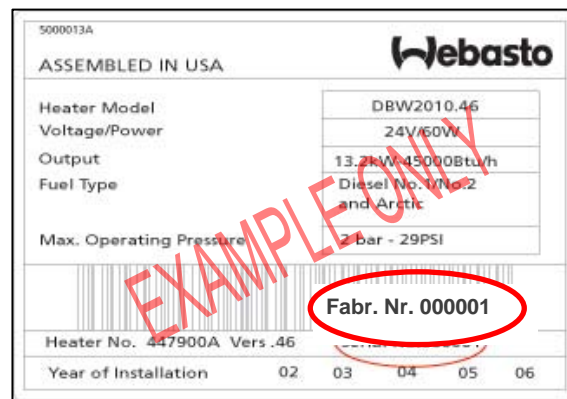 5000013A
Webasto
ASSEMBLED IN USA
Heater Model DBW2010.46
Voltage/Power 24V/60W
Output 13.2kW-45000Btu/h
Fuel Type Diesel No.1/No.2
and Arctic
Max. Operating Pressure 2 bar - 29PSI
EXAMPLE ONLY
Fabr. Nr. 000001
Heater No. 447900A Vers .46
Year of Installation 02 03 04 05 06